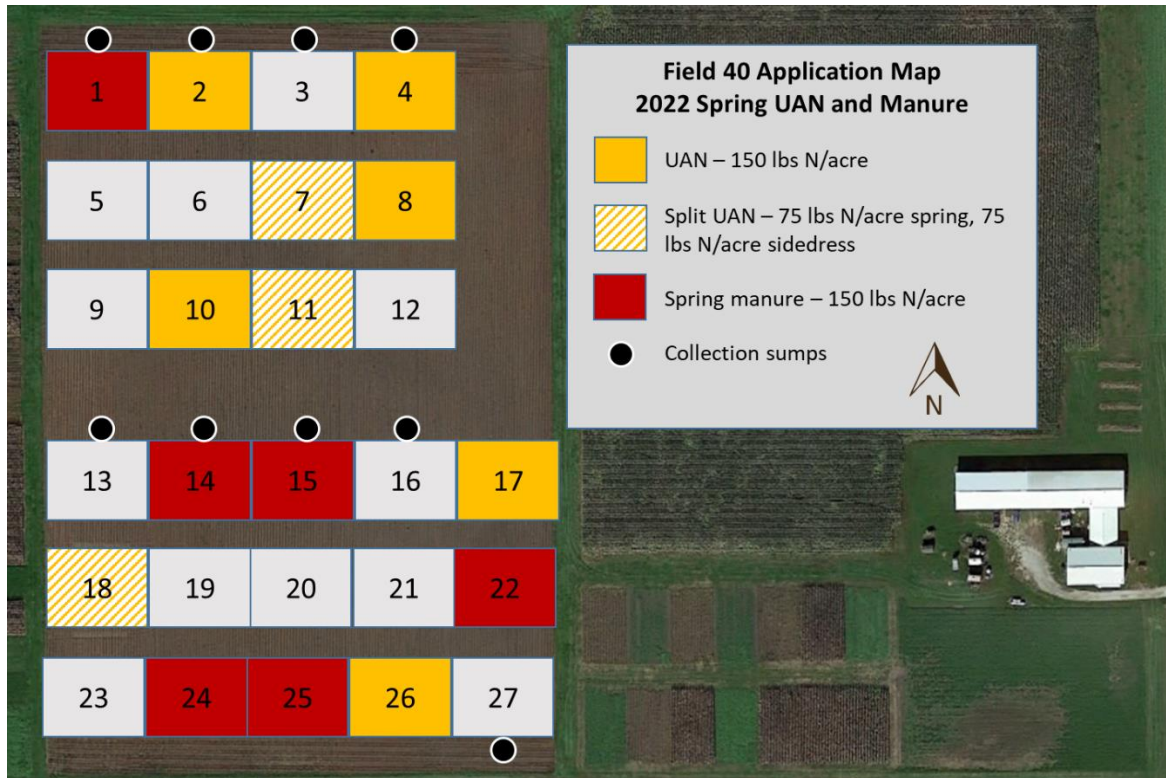 1 2 3 4
5 6 7 8
9 10 11 12
13 14 15 16 17
18 19 20 21 22
23 24 25 26 27
Field 40 Application Map
2022 Spring UAN and Manure
UAN – 150 lbs N/acre
Split UAN – 75 lbs N/acre spring, 75
lbs N/acre sidedress
Spring manure – 150 lbs N/acre
Collection sumps
N